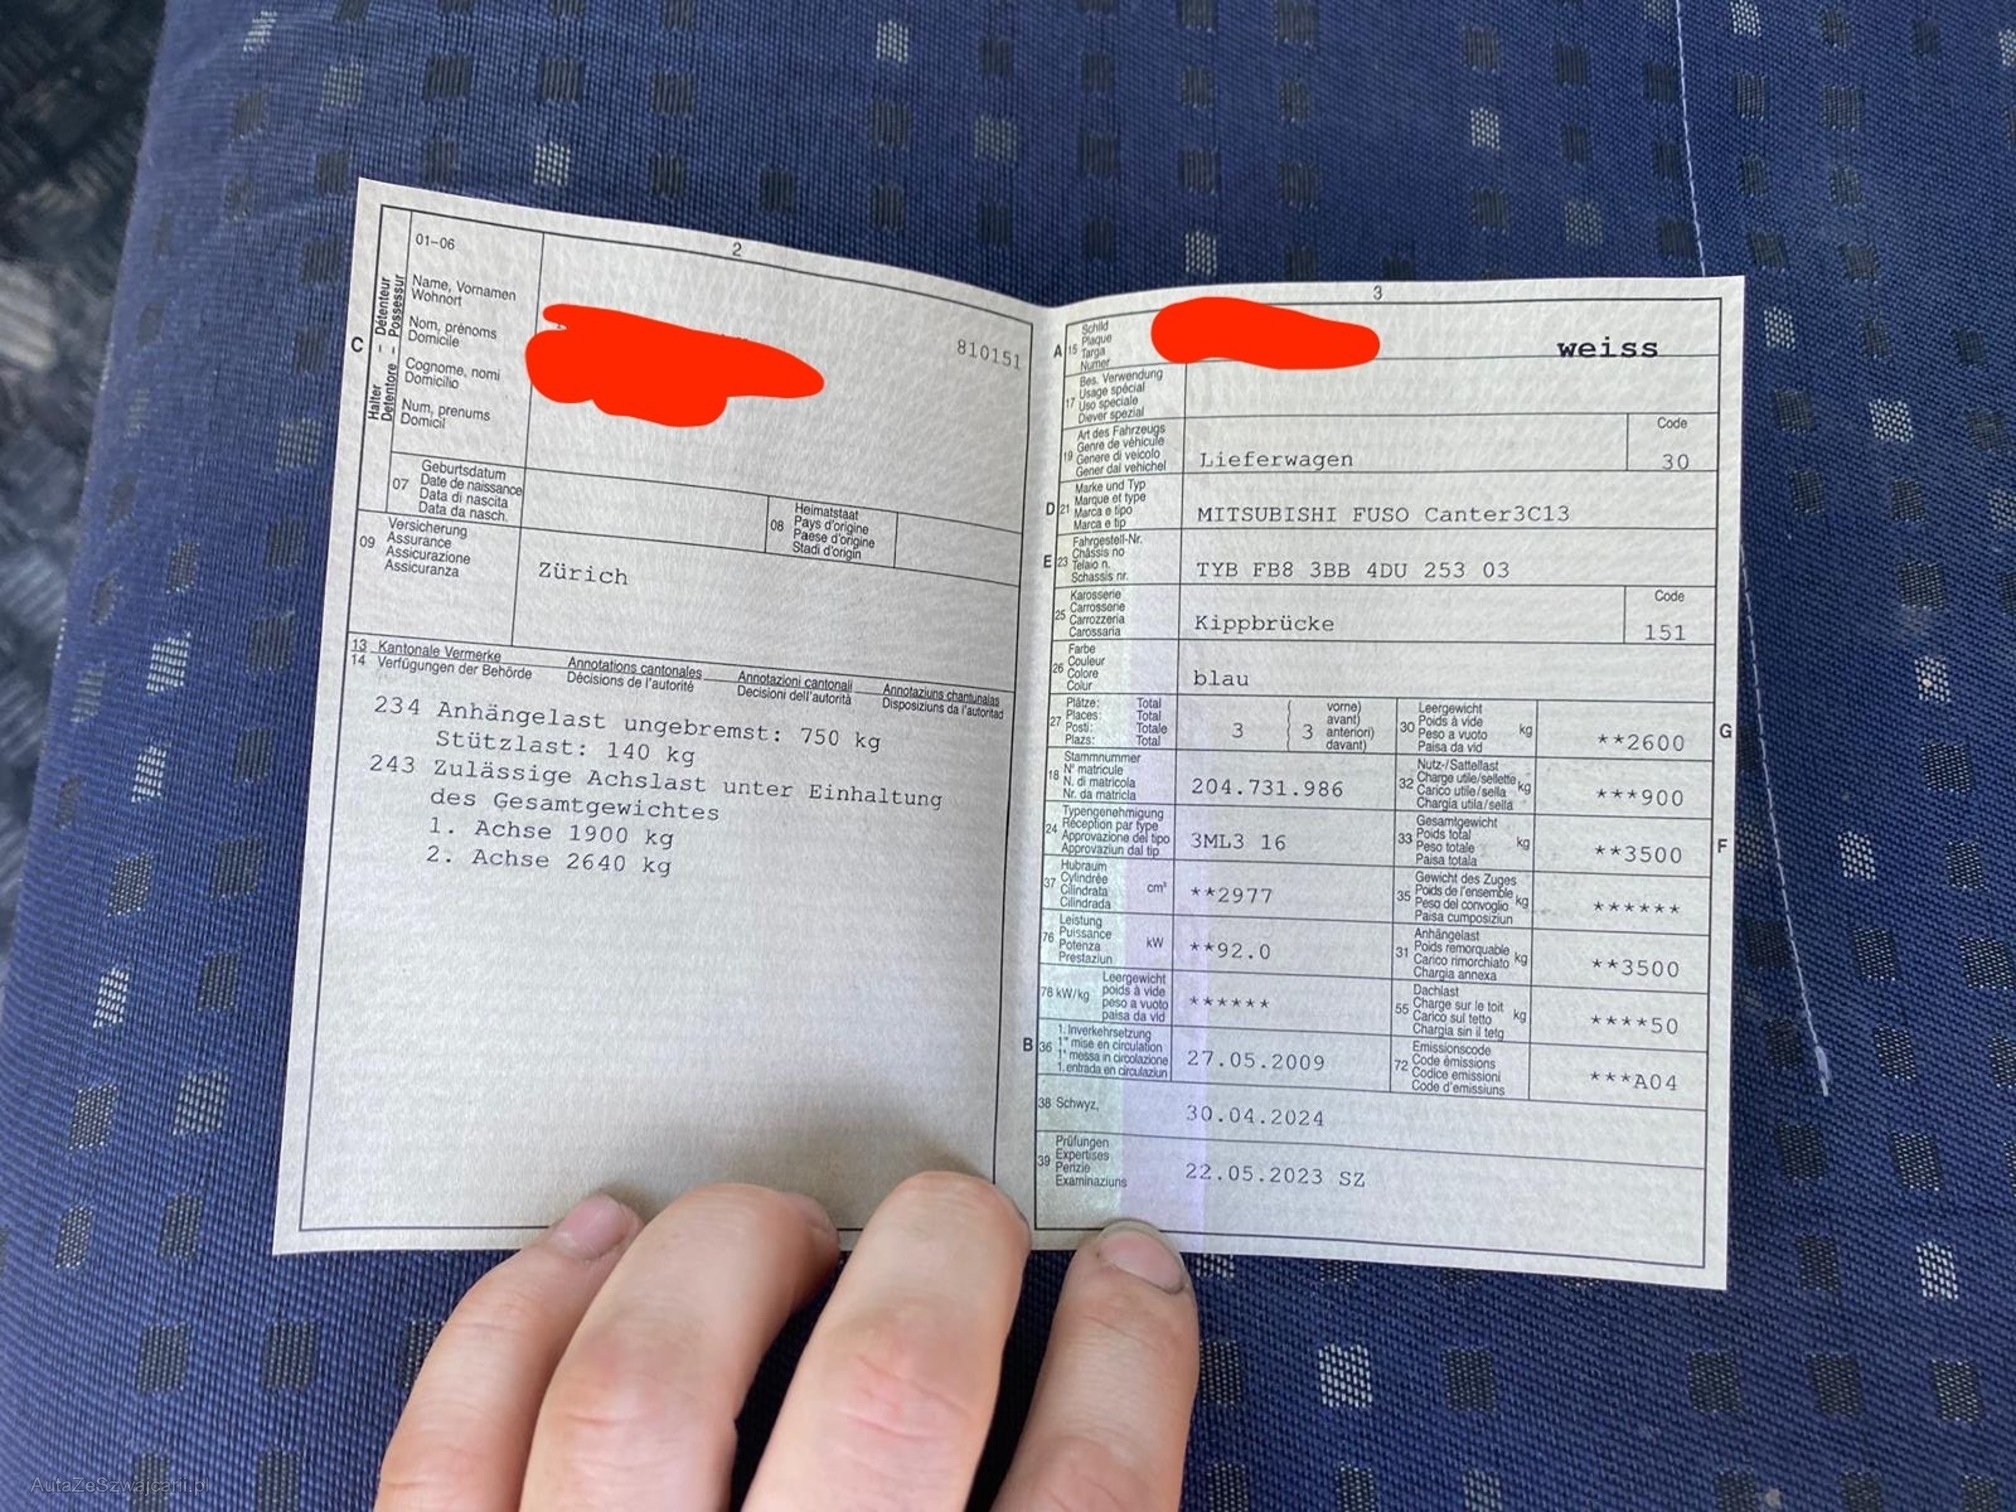 2
01-06
Name, Vornamen
Wohnort
Nom, prénoms
Domicile
Cognome, nomi
Domicilio
Num, prenums
Domicil
C
Halter – Détenteur
Detentore – Possessur
810151
07
Geburtsdatum
Date de naissance
Data di nascita
Data da nasch.
08
Heimatstaat
Pays d'origine
Paese d'origine
Stadi d'origin
09
Versicherung
Assurance
Assicurazione
Assicuranza
Zürich
13 Kantonale Vermerke Annotations cantonales Annotazioni cantonali Annotaziuns chantunalas
14 Verfügungen der Behörde Décisions de l'autorité Decisioni dell'autorità Disposiziuns da l'autoritad
234 Anhängelast ungebremst: 750 kg
Stützlast: 140 kg
243 Zulässige Achslast unter Einhaltung
des Gesamtgewichtes
1. Achse 1900 kg
2. Achse 2640 kg
3
A 15
Schild
Plaque
Targa
Numer
weiss
17
Bes. Verwendung
Usage spécial
Uso speciale
Diever spezial
19
Art des Fahrzeugs
Genre de véhicule
Genere di veicolo
Gener dal vehichel
Lieferwagen
Code
30
D 21
Marke und Typ
Marque et type
Marca e tipo
Marca e tip
MITSUBISHI FUSO Canter3C13
E 23
Fahrgestell-Nr.
Châssis no
Telaio n.
Schassis nr.
TYB FB8 3BB 4DU 253 03
25
Karosserie
Carrosserie
Carrozzeria
Carossaria
Kippbrücke
Code
151
26
Farbe
Couleur
Colore
Colur
blau
27
Plätze: Total
Places: Total
Posti: Totale
Plazs: Total
3
3
vorne)
avant)
anteriori)
davant)
30
Leergewicht
Poids à vide
Peso a vuoto
Paisa da vid
kg
**2600
G
18
Stammnummer
N° matricule
N. di matricola
Nr. da matricla
204.731.986
32
Nutz-/Sattellast
Charge utile/sellette
Carico utile/sella
Chargia utila/sella
kg
***900
24
Typengenehmigung
Réception par type
Approvazione del tipo
Approvaziun dal tip
3ML3 16
33
Gesamtgewicht
Poids total
Peso totale
Paisa totala
kg
**3500
F
37
Hubraum
Cylindrée
Cilindrata
Cilindrada
cm³
**2977
35
Gewicht des Zuges
Poids de l'ensemble
Peso del convoglio
Paisa cumposiziun
kg
******
76
Leistung
Puissance
Potenza
Prestaziun
kW
**92.0
31
Anhängelast
Poids remorquable
Carico rimorchiato
Chargia annexa
kg
**3500
78 kW/kg
Leergewicht
poids à vide
peso a vuoto
paisa da vid
******
55
Dachlast
Charge sur le toit
Carico sul tetto
Chargia sin il tetg
kg
****50
B 36
1. Inverkehrsetzung
1re mise en circulation
1a messa in circolazione
1. entrada en circulaziun
27.05.2009
72
Emissionscode
Code émissions
Codice emissioni
Code d'emissiuns
***A04
38 Schwyz,
30.04.2024
39
Prüfungen
Expertises
Perizie
Examinaziuns
22.05.2023 SZ
AutaZeSzwajcarii.pl